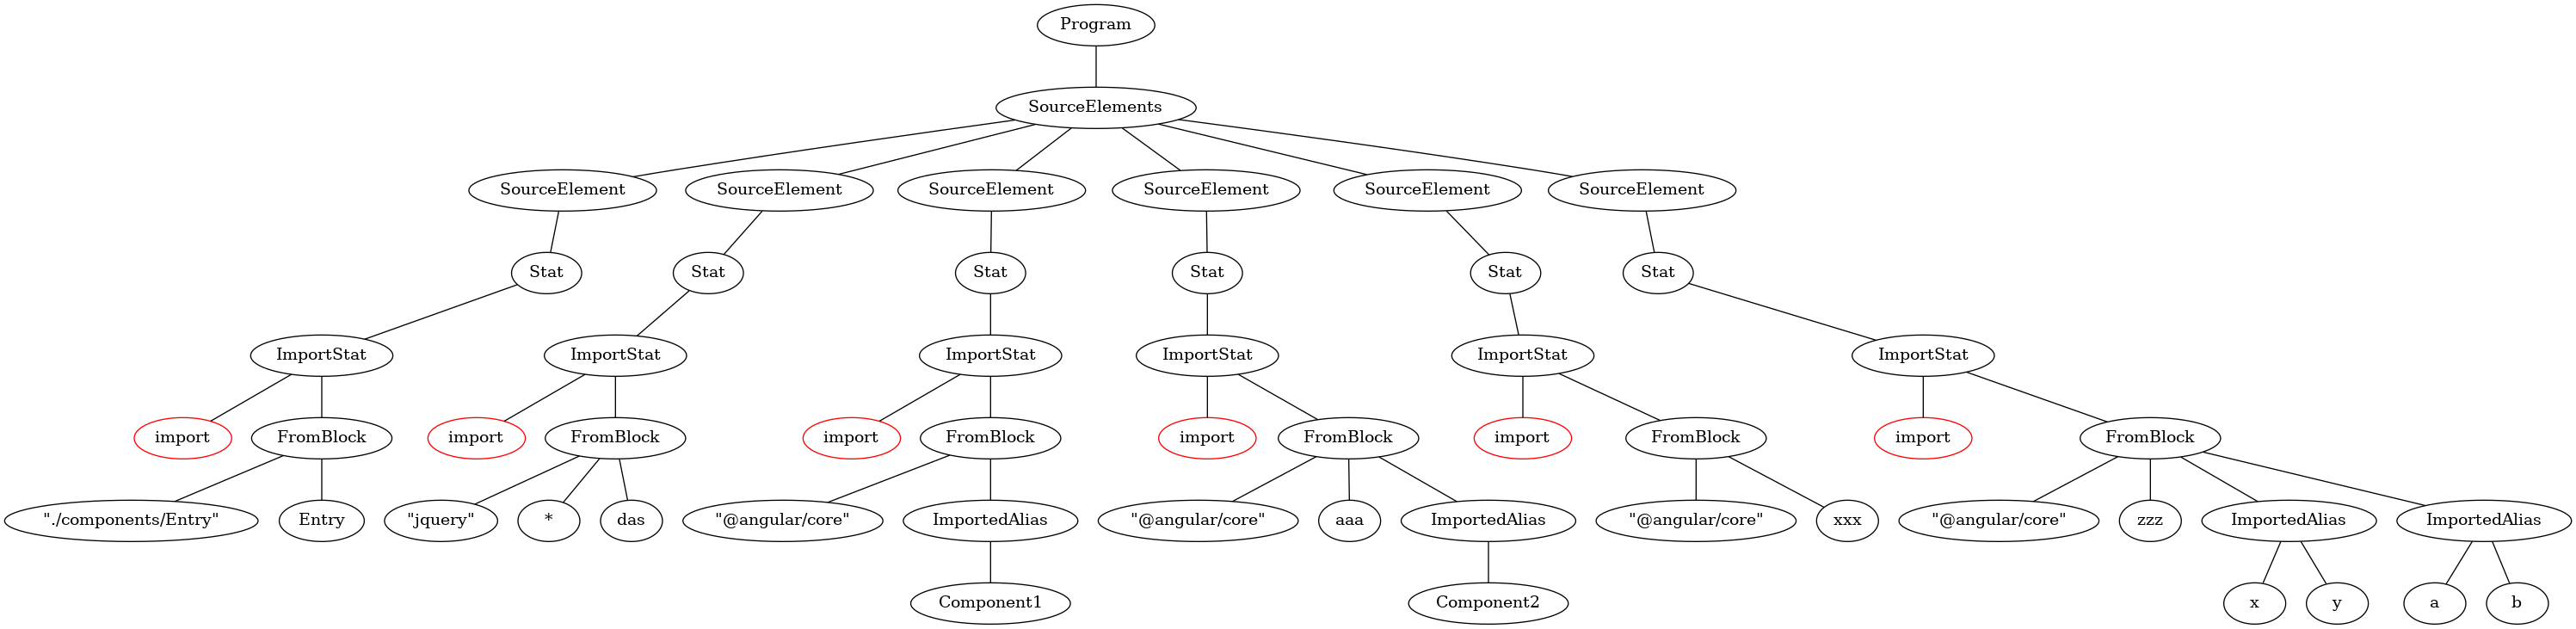 Program
SourceElements
SourceElement SourceElement SourceElement SourceElement SourceElement SourceElement
Stat Stat Stat Stat Stat Stat
ImportStat ImportStat ImportStat ImportStat ImportStat ImportStat
import FromBlock import FromBlock import FromBlock import FromBlock import FromBlock import FromBlock
"./components/Entry" Entry "jquery" * das "@angular/core" ImportedAlias "@angular/core" aaa ImportedAlias "@angular/core" xxx "@angular/core" zzz ImportedAlias ImportedAlias
Component1 Component2 x y a b